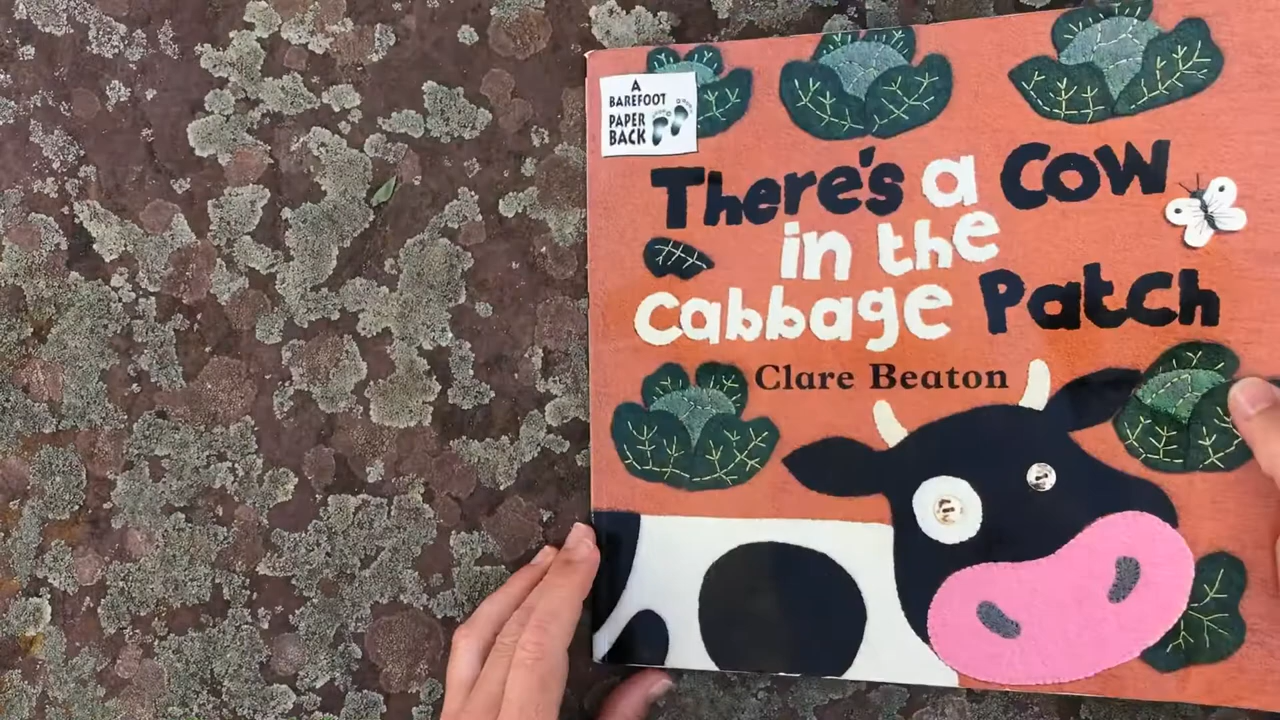 A
BAREFOOT
PAPER
BACK
There's a Cow
in the
Cabbage Patch
Clare Beaton